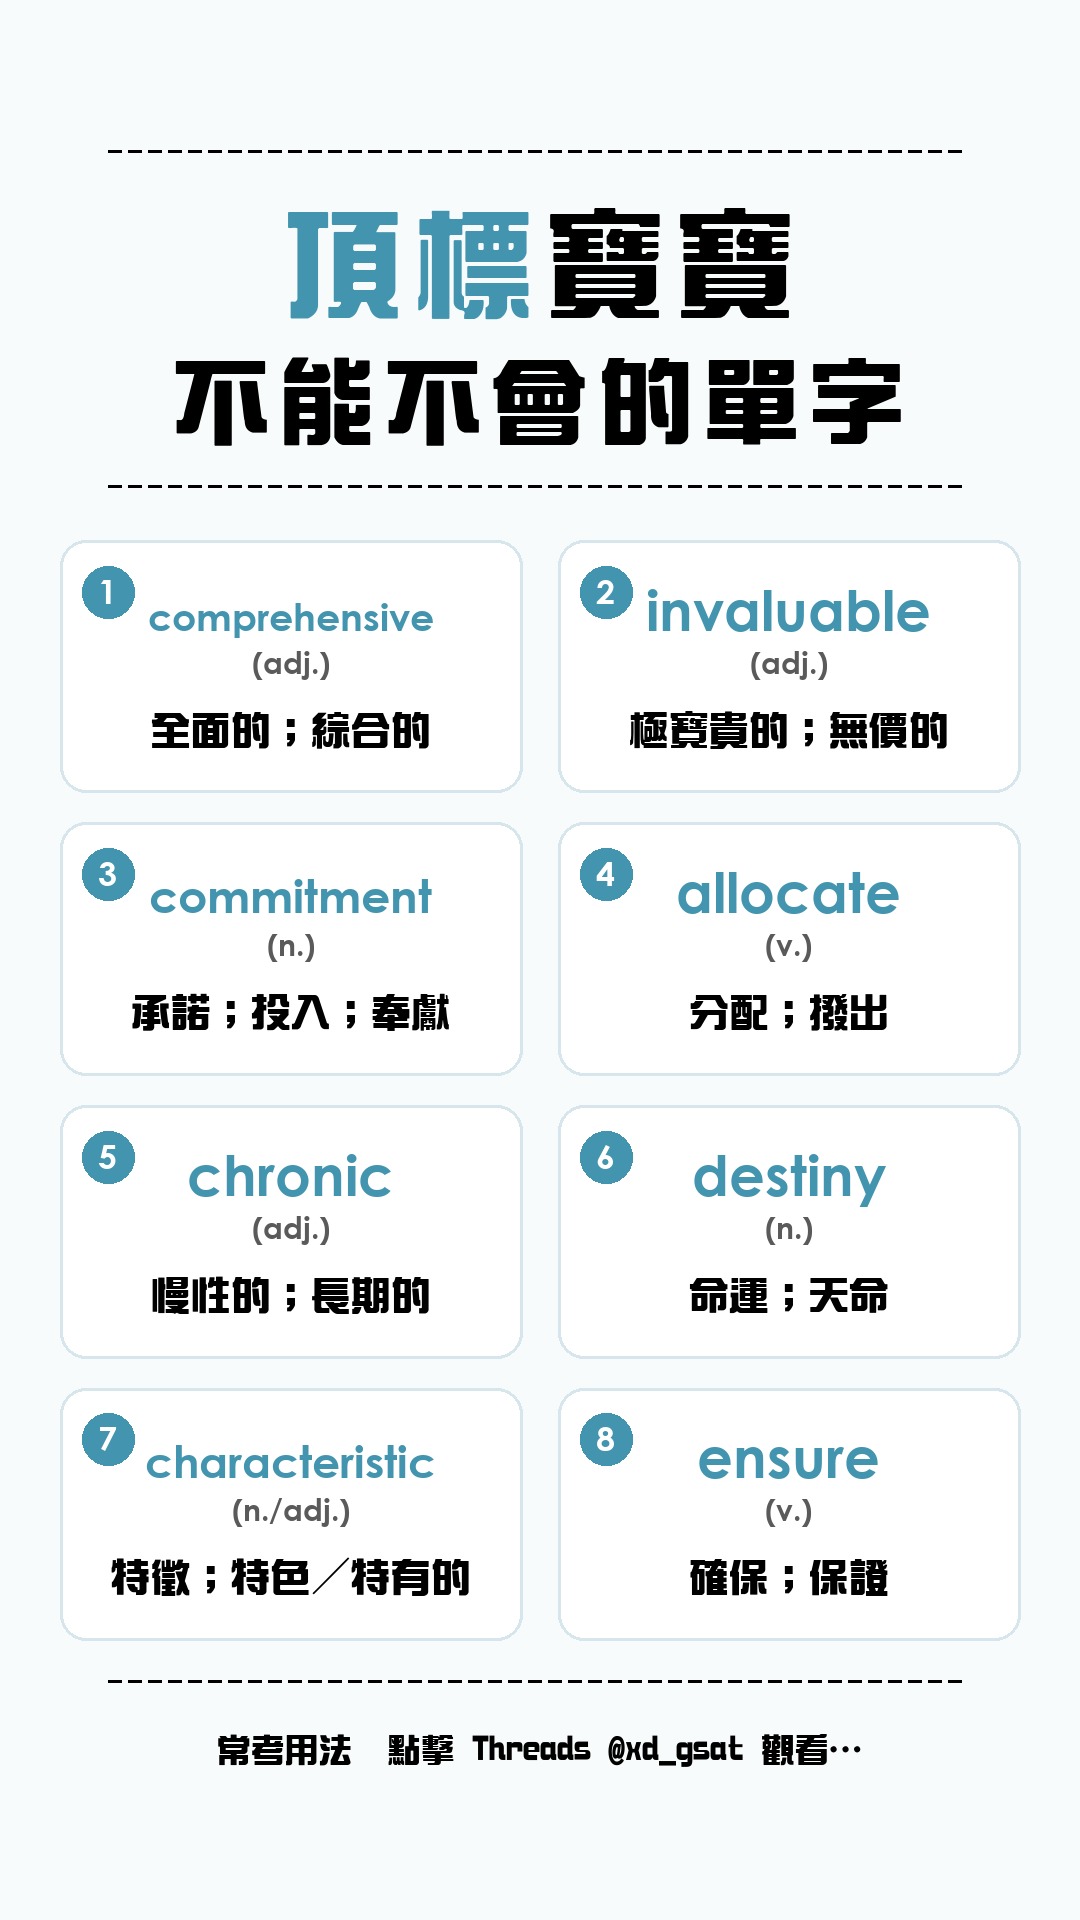 頂標寶寶
不能不會的單字
1
comprehensive
(adj.)
全面的；綜合的
2
invaluable
(adj.)
極寶貴的；無價的
3
commitment
(n.)
承諾；投入；奉獻
4
allocate
(v.)
分配；撥出
5
chronic
(adj.)
慢性的；長期的
6
destiny
(n.)
命運；天命
7
characteristic
(n./adj.)
特徵；特色／特有的
8
ensure
(v.)
確保；保證
常考用法　點擊 Threads @xd_gsat 觀看…